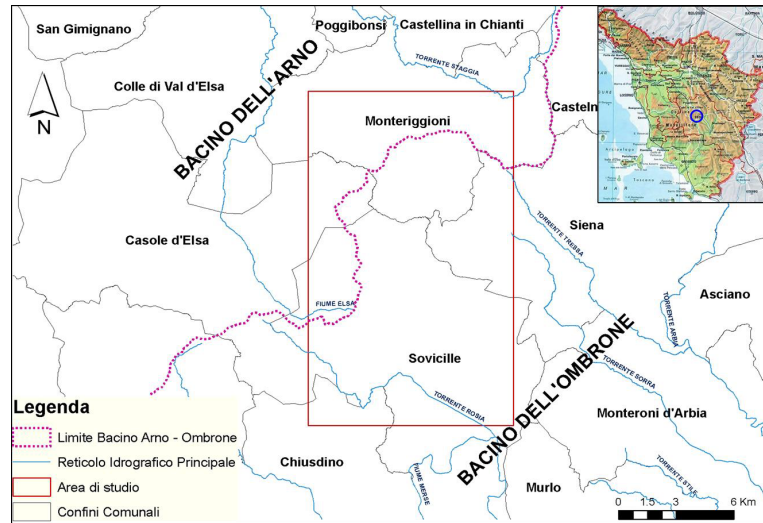 San Gimignano
Poggibonsi
Castellina in Chianti
TORRENTE STAGGIA
Colle di Val d'Elsa
BACINO DELL'ARNO
N
Casteln
Monteriggioni
Siena
TORRENTE TRESSA
Casole d'Elsa
Asciano
TORRENTE ARBIA
FIUME ELSA
Sovicille
BACINO DELL'OMBRONE
TORRENTE SORRA
TORRENTE ROSIA
Monteroni d'Arbia
Chiusdino
FIUME MERSE
Murlo
TORRENTE STILE
Legenda
Limite Bacino Arno - Ombrone
Reticolo Idrografico Principale
Area di studio
Confini Comunali
0 1.5 3 6 Km